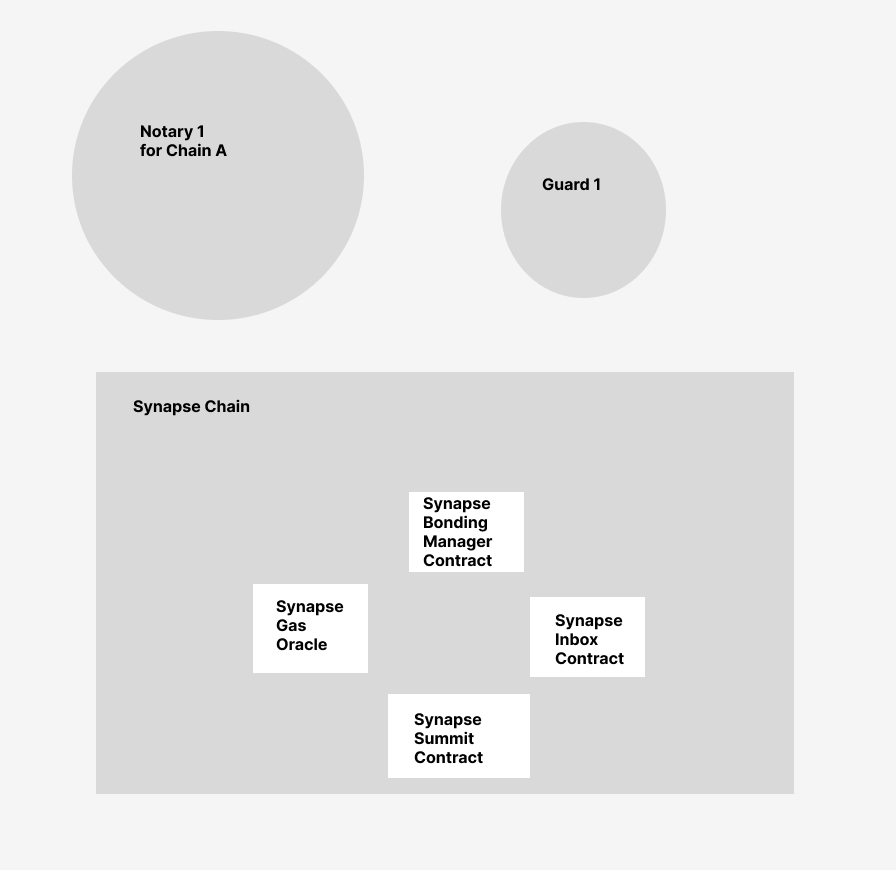 Notary 1
for Chain A
Guard 1
Synapse Chain
Synapse
Bonding
Manager
Contract
Synapse
Gas
Oracle
Synapse
Inbox
Contract
Synapse
Summit
Contract